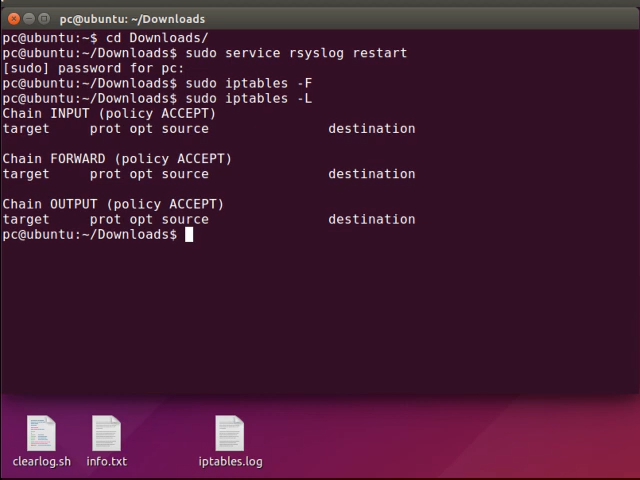 pc@ubuntu: ~/Downloads
pc@ubuntu:~$ cd Downloads/
pc@ubuntu:~/Downloads$ sudo service rsyslog restart
[sudo] password for pc:
pc@ubuntu:~/Downloads$ sudo iptables -F
pc@ubuntu:~/Downloads$ sudo iptables -L
Chain INPUT (policy ACCEPT)
target     prot opt source               destination
Chain FORWARD (policy ACCEPT)
target     prot opt source               destination
Chain OUTPUT (policy ACCEPT)
target     prot opt source               destination
pc@ubuntu:~/Downloads$
clearlog.sh info.txt iptables.log